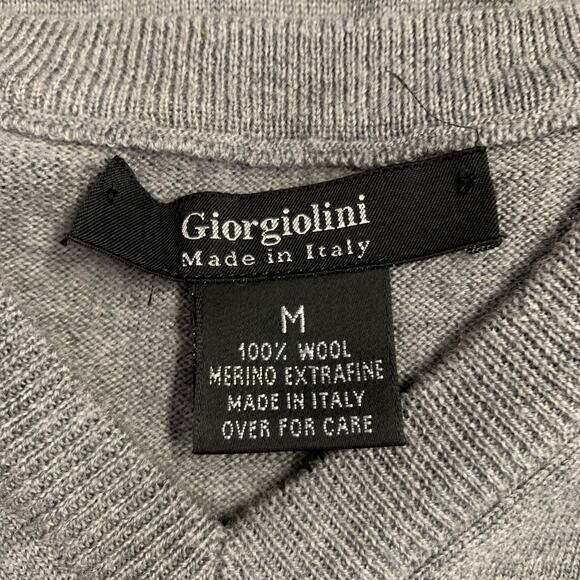 Giorgiolini
Made in Italy
M
100% WOOL
MERINO EXTRAFINE
MADE IN ITALY
OVER FOR CARE